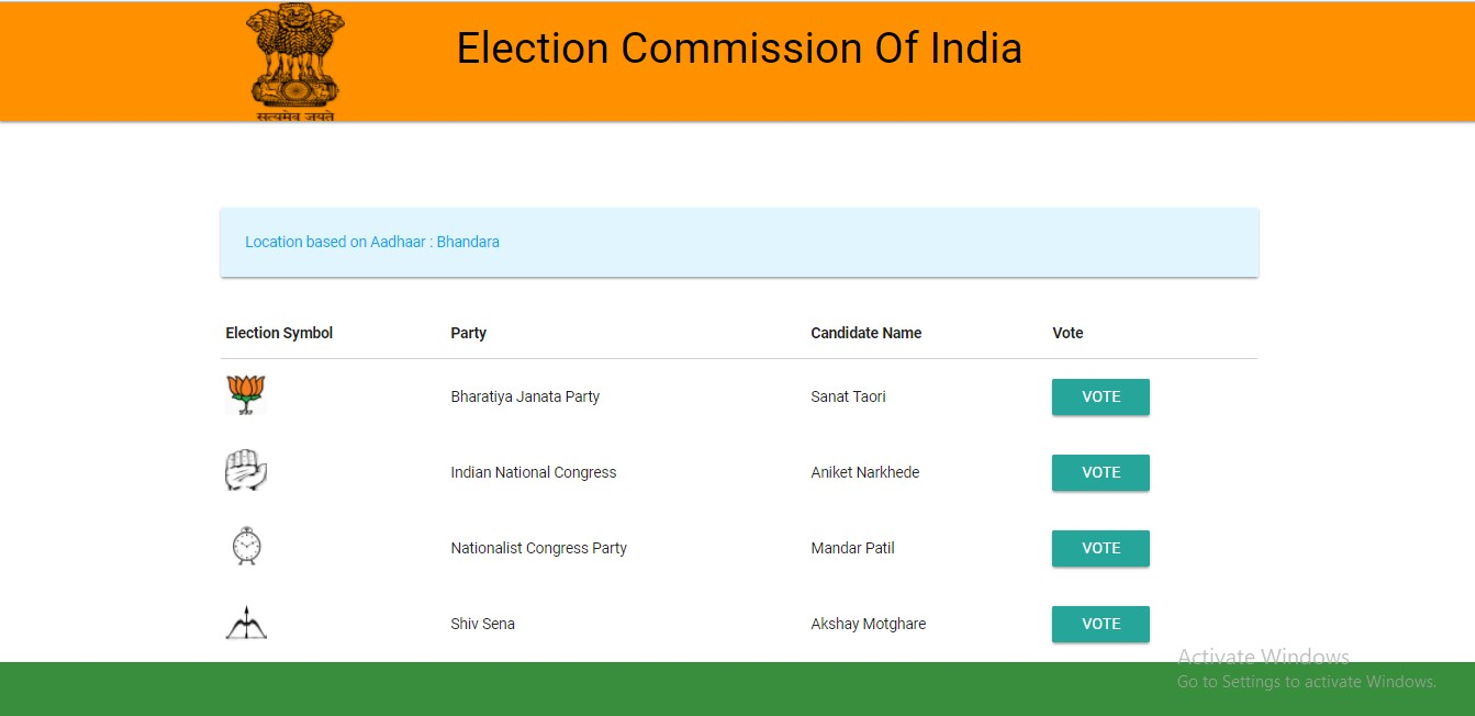 सत्यमेव जयते
Election Commission Of India
Location based on Aadhaar : Bhandara
Election Symbol Party Candidate Name Vote
Bharatiya Janata Party Sanat Taori VOTE
Indian National Congress Aniket Narkhede VOTE
Nationalist Congress Party Mandar Patil VOTE
Shiv Sena Akshay Motghare VOTE
Activate Windows
Go to Settings to activate Windows.